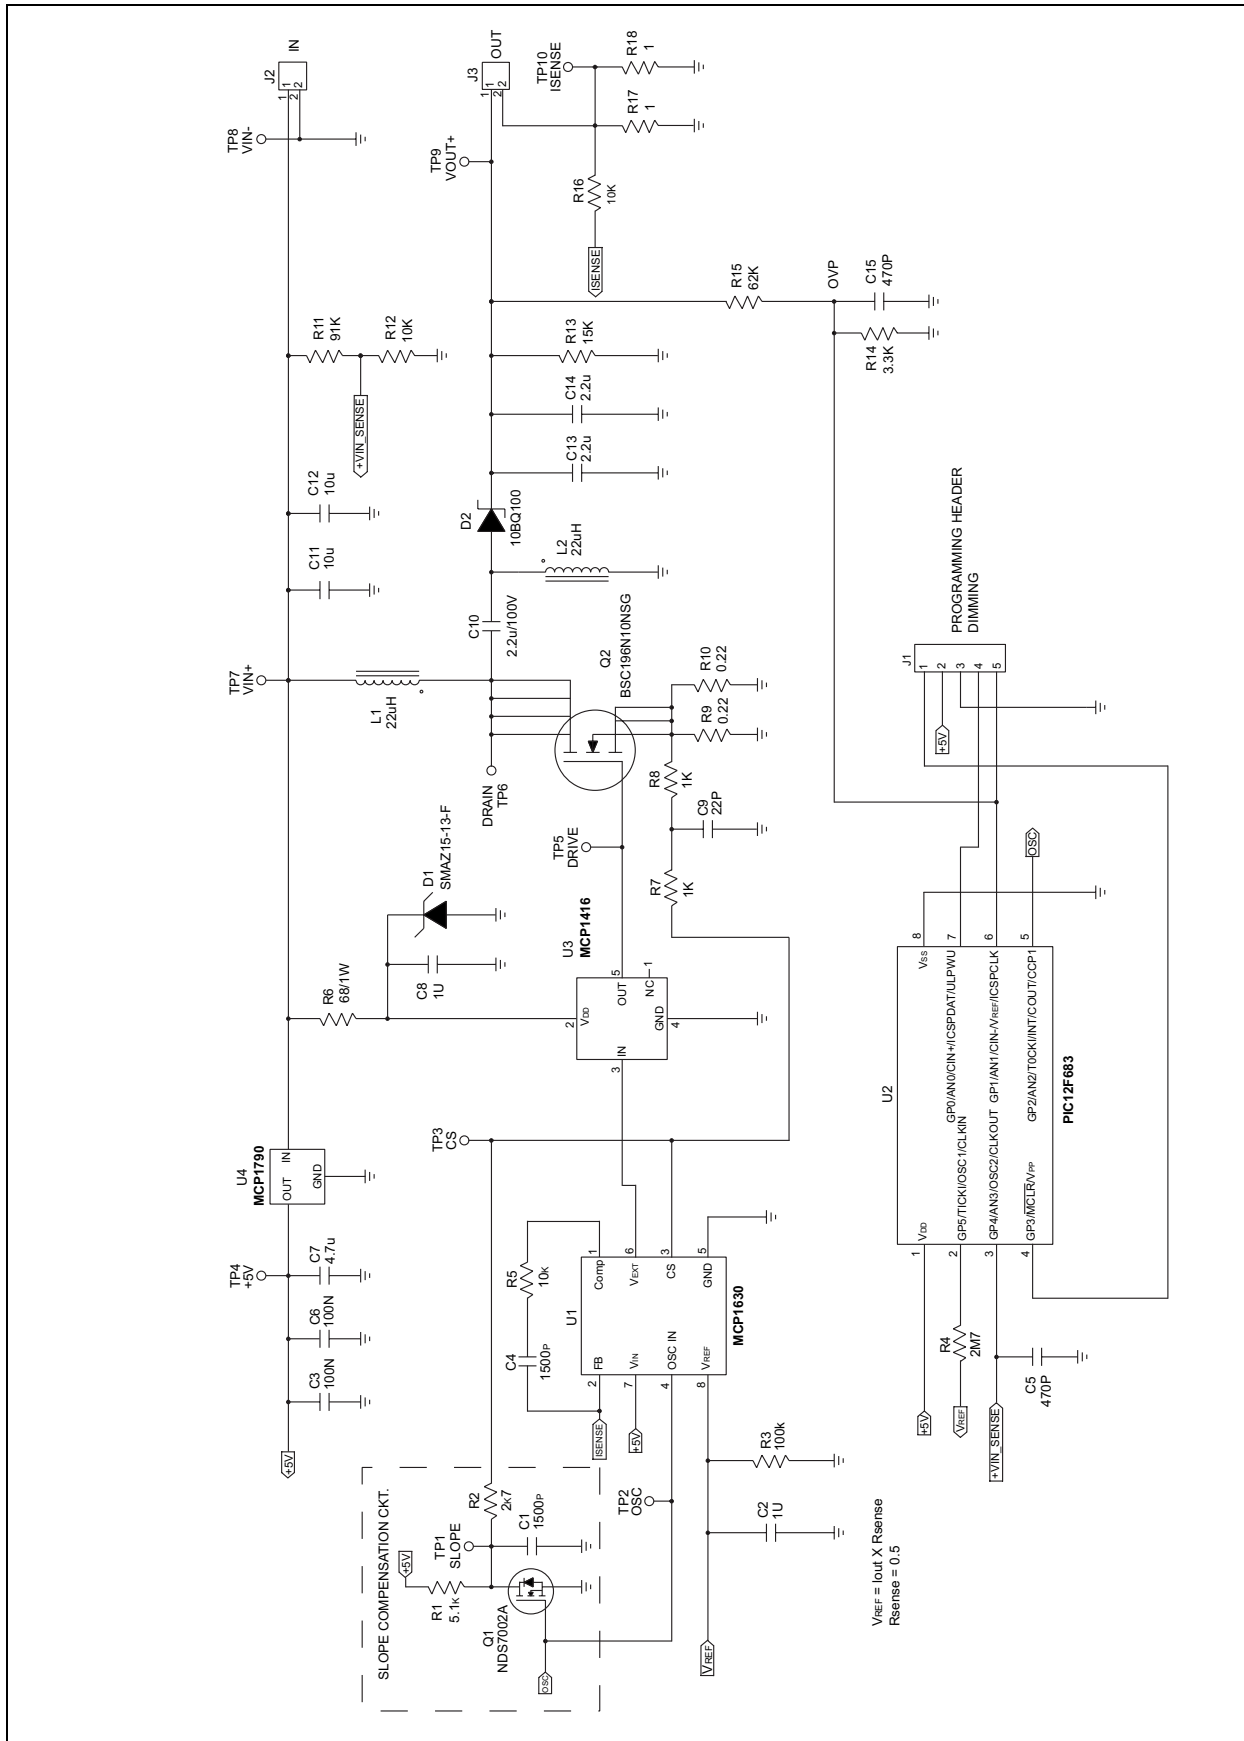 SLOPE COMPENSATION CKT.
+5V
R1
5.1K
TP1
SLOPE
R2
2K7
C1
1500P
Q1
NDS7002A
OSC
+5V
C3
100N
C6
100N
C7
4.7u
TP4
+5V
U4
MCP1790
OUT
IN
GND
R6
68/1W
C8
1U
D1
SMAZ15-13-F
TP7
VIN+
L1
22uH
C11
10u
C12
10u
R11
91K
R12
10K
+VIN_SENSE
TP8
VIN-
J2
1
2
1
2
IN
TP3
CS
U3
MCP1416
2
VDD
IN
3
OUT
5
NC
1
GND
4
TP5
DRIVE
DRAIN
TP6
Q2
BSC196N10NSG
C10
2.2u/100V
L2
22uH
D2
10BQ100
C13
2.2u
C14
2.2u
R13
15K
TP9
VOUT+
J3
1
2
1
2
OUT
TP10
ISENSE
R18
1
R17
1
R16
10K
ISENSE
R7
1K
C9
22P
R8
1K
R9
0.22
R10
0.22
R15
62K
OVP
C15
470P
R14
3.3K
R5
10K
C4
1500P
U1
MCP1630
2
FB
Comp
1
7
VIN
VEXT
6
4
OSC IN
CS
3
8
VREF
GND
5
ISENSE
+5V
TP2
OSC
R3
100k
C2
1U
VREF
VREF = Iout X Rsense
Rsense = 0.5
U2
PIC12F683
1
VDD
VSS
8
2
GP5/TICKI/OSC1/CLKIN
GP0/AN0/CIN+/ICSPDAT/ULPWU
7
3
GP4/AN3/OSC2/CLKOUT
GP1/AN1/CIN-/VREF/ICSPCLK
6
4
GP3/MCLR/VPP
GP2/AN2/T0CKI/INT/COUT/CCP1
5
+5V
R4
2M7
VREF
+VIN_SENSE
C5
470P
OSC
J1
1
2
3
4
5
+5V
PROGRAMMING HEADER
DIMMING